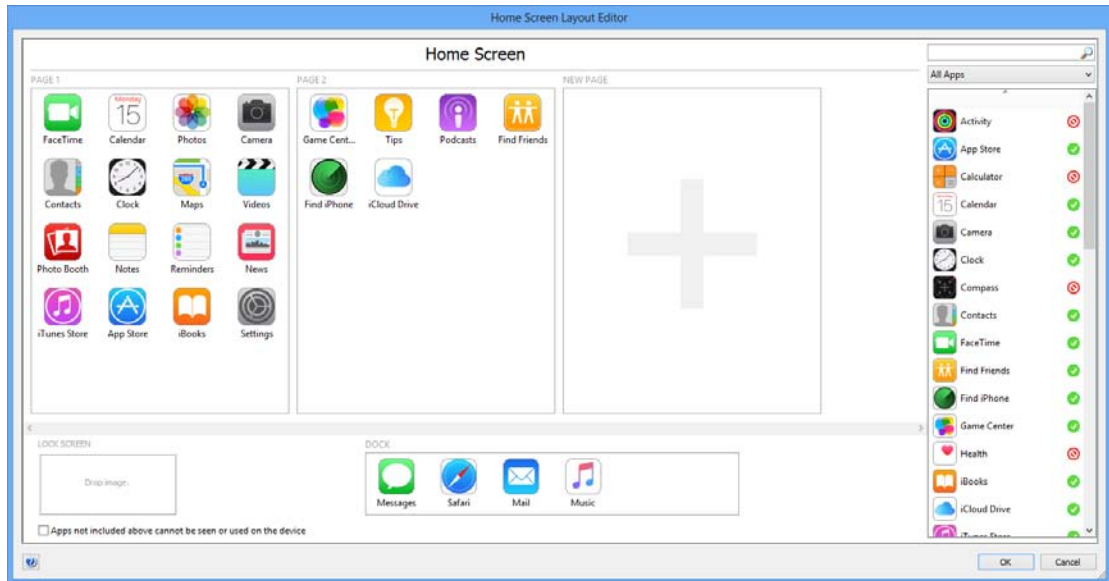 Home Screen Layout Editor
Home Screen
PAGE 1
PAGE 2
NEW PAGE
Monday
15
FaceTime
Calendar
Photos
Camera
Contacts
Clock
Maps
Videos
Photo Booth
Notes
Reminders
News
iTunes Store
App Store
iBooks
Settings
Game Cent...
Tips
Podcasts
Find Friends
Find iPhone
iCloud Drive
LOCK SCREEN
Drop image.
DOCK
Messages
Safari
Mail
Music
Apps not included above cannot be seen or used on the device
All Apps
Activity
App Store
Calculator
15
Calendar
Camera
Clock
Compass
Contacts
FaceTime
Find Friends
Find iPhone
Game Center
Health
iBooks
iCloud Drive
iTunes Store
OK
Cancel